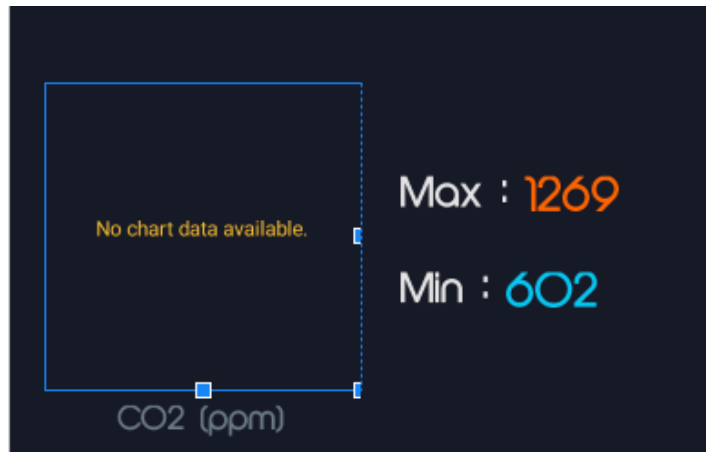 Max : 1269
No chart data available.
Min : 602
CO2 (ppm)